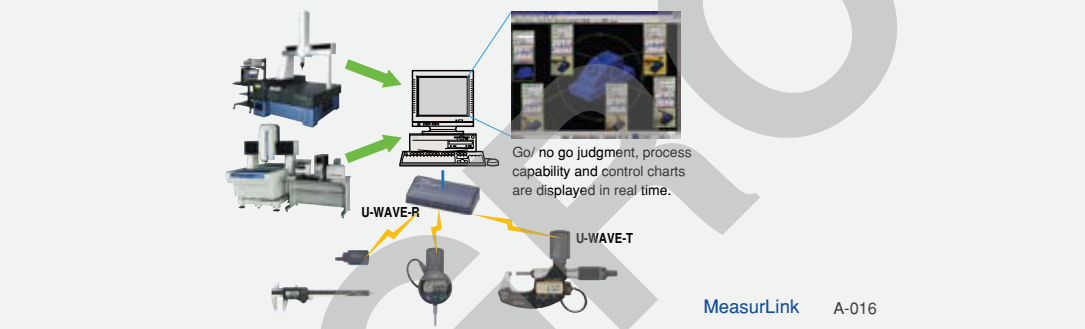 Go/ no go judgment, process
capability and control charts
are displayed in real time.
U-WAVE-R
U-WAVE-T
MeasurLink A-016